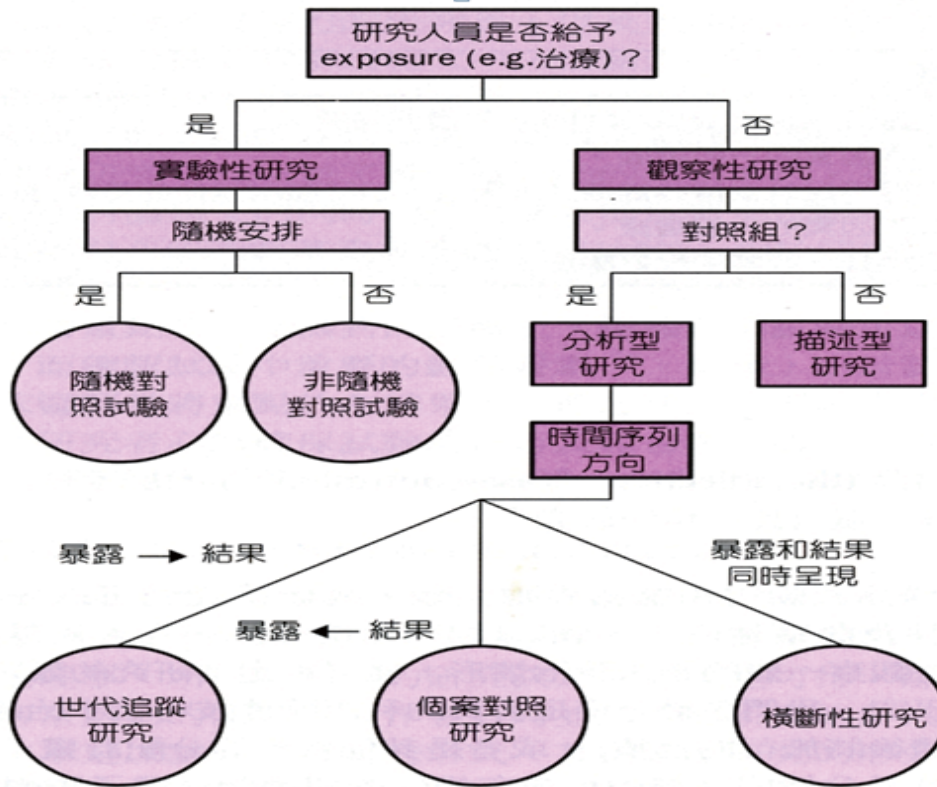 研究人員是否給予
exposure (e.g.治療)？
是
否
實驗性研究
觀察性研究
隨機安排
對照組？
是
否
是
否
隨機對
照試驗
非隨機
對照試驗
分析型
研究
描述型
研究
時間序列
方向
暴露 → 結果
暴露和結果
同時呈現
暴露 ← 結果
世代追蹤
研究
個案對照
研究
橫斷性研究